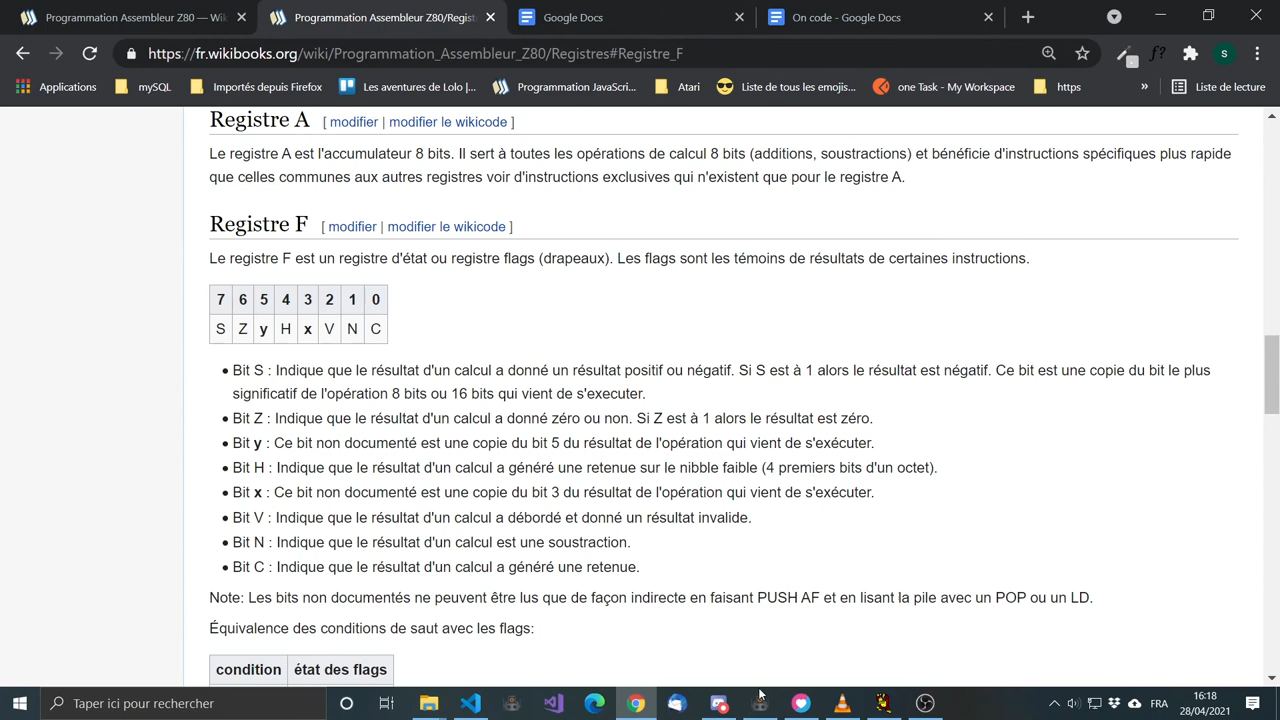 Programmation Assembleur Z80 — Wik
Programmation Assembleur Z80/Regist
Google Docs
On code - Google Docs
https://fr.wikibooks.org/wiki/Programmation_Assembleur_Z80/Registres#Registre_F
f?
S
Applications
mySQL
Importés depuis Firefox
Les aventures de Lolo |...
Programmation JavaScri...
Atari
Liste de tous les emojis...
one Task - My Workspace
https
»
Liste de lecture
Registre A [ modifier | modifier le wikicode ]
Le registre A est l'accumulateur 8 bits. Il sert à toutes les opérations de calcul 8 bits (additions, soustractions) et bénéficie d'instructions spécifiques plus rapide
que celles communes aux autres registres voir d'instructions exclusives qui n'existent que pour le registre A.
Registre F [ modifier | modifier le wikicode ]
Le registre F est un registre d'état ou registre flags (drapeaux). Les flags sont les témoins de résultats de certaines instructions.
7 6 5 4 3 2 1 0
S Z y H x V N C
• Bit S : Indique que le résultat d'un calcul a donné un résultat positif ou négatif. Si S est à 1 alors le résultat est négatif. Ce bit est une copie du bit le plus
significatif de l'opération 8 bits ou 16 bits qui vient de s'executer.
• Bit Z : Indique que le résultat d'un calcul a donné zéro ou non. Si Z est à 1 alors le résultat est zéro.
• Bit y : Ce bit non documenté est une copie du bit 5 du résultat de l'opération qui vient de s'exécuter.
• Bit H : Indique que le résultat d'un calcul a généré une retenue sur le nibble faible (4 premiers bits d'un octet).
• Bit x : Ce bit non documenté est une copie du bit 3 du résultat de l'opération qui vient de s'exécuter.
• Bit V : Indique que le résultat d'un calcul a débordé et donné un résultat invalide.
• Bit N : Indique que le résultat d'un calcul est une soustraction.
• Bit C : Indique que le résultat d'un calcul a généré une retenue.
Note: Les bits non documentés ne peuvent être lus que de façon indirecte en faisant PUSH AF et en lisant la pile avec un POP ou un LD.
Équivalence des conditions de saut avec les flags:
condition état des flags
Taper ici pour rechercher
FRA
16:18
28/04/2021